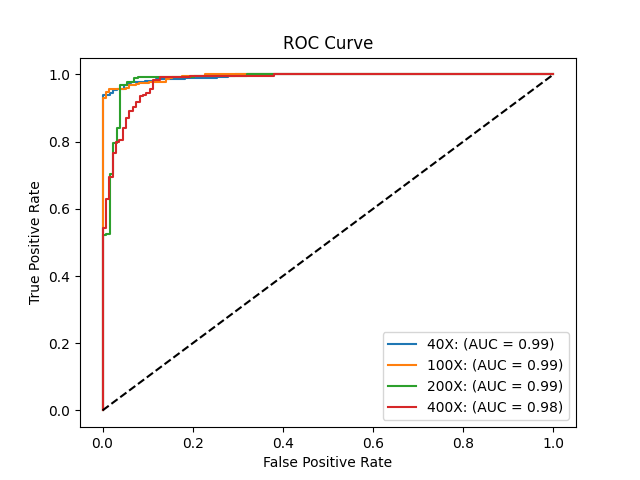 ROC Curve
True Positive Rate
1.0
0.8
0.6
0.4
0.2
0.0
0.0 0.2 0.4 0.6 0.8 1.0
False Positive Rate
40X: (AUC = 0.99)
100X: (AUC = 0.99)
200X: (AUC = 0.99)
400X: (AUC = 0.98)